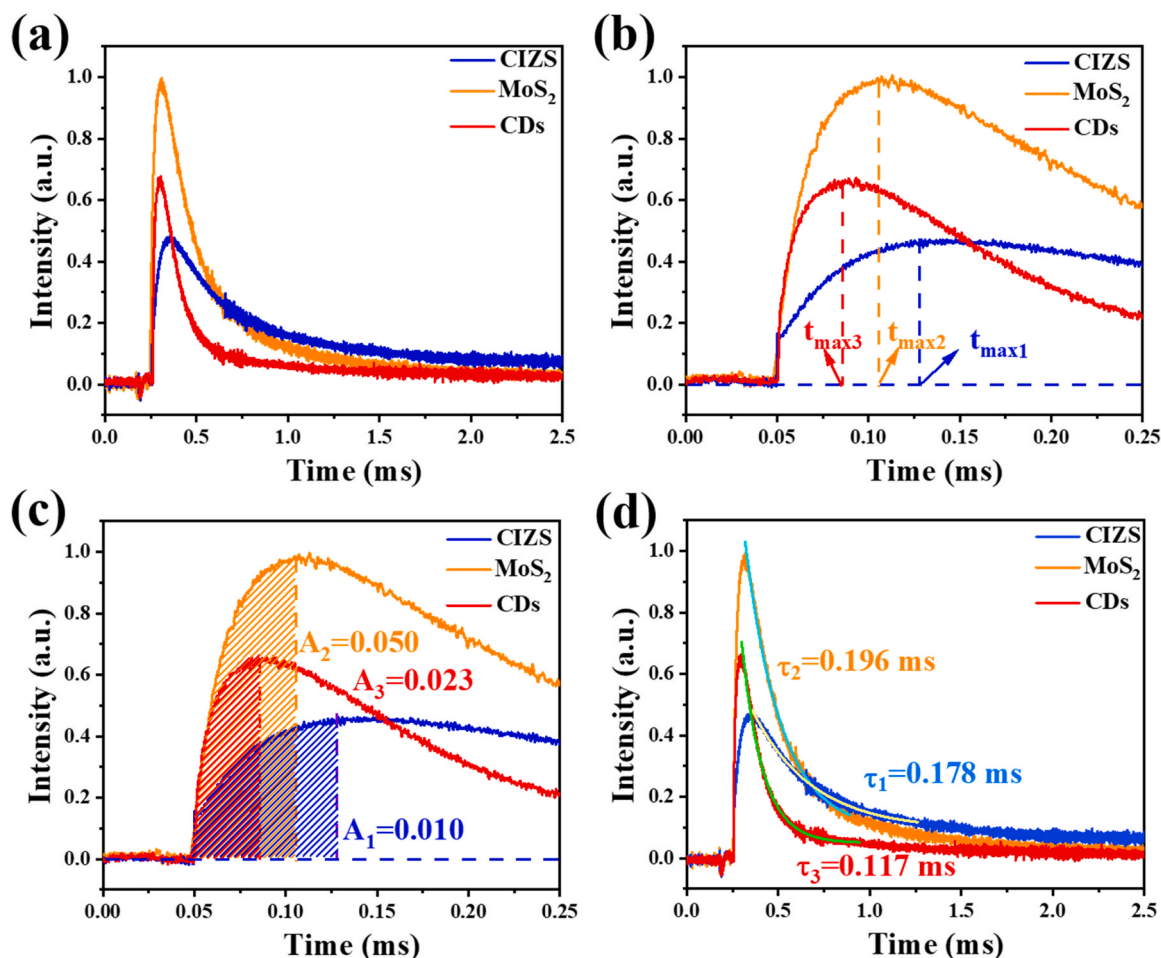 (a)
CIZS
MoS₂
CDs
Intensity (a.u.)
1.0
0.8
0.6
0.4
0.2
0.0
0.0 0.5 1.0 1.5 2.0 2.5
Time (ms)
(b)
CIZS
MoS₂
CDs
Intensity (a.u.)
1.0
0.8
0.6
0.4
0.2
0.0
tmax3 tmax2 tmax1
0.00 0.05 0.10 0.15 0.20 0.25
Time (ms)
(c)
CIZS
MoS₂
CDs
Intensity (a.u.)
1.0
0.8
0.6
0.4
0.2
0.0
A₂=0.050
A₃=0.023
A₁=0.010
0.00 0.05 0.10 0.15 0.20 0.25
Time (ms)
(d)
CIZS
MoS₂
CDs
Intensity (a.u.)
1.0
0.8
0.6
0.4
0.2
0.0
τ₂=0.196 ms
τ₁=0.178 ms
τ₃=0.117 ms
0.0 0.5 1.0 1.5 2.0 2.5
Time (ms)